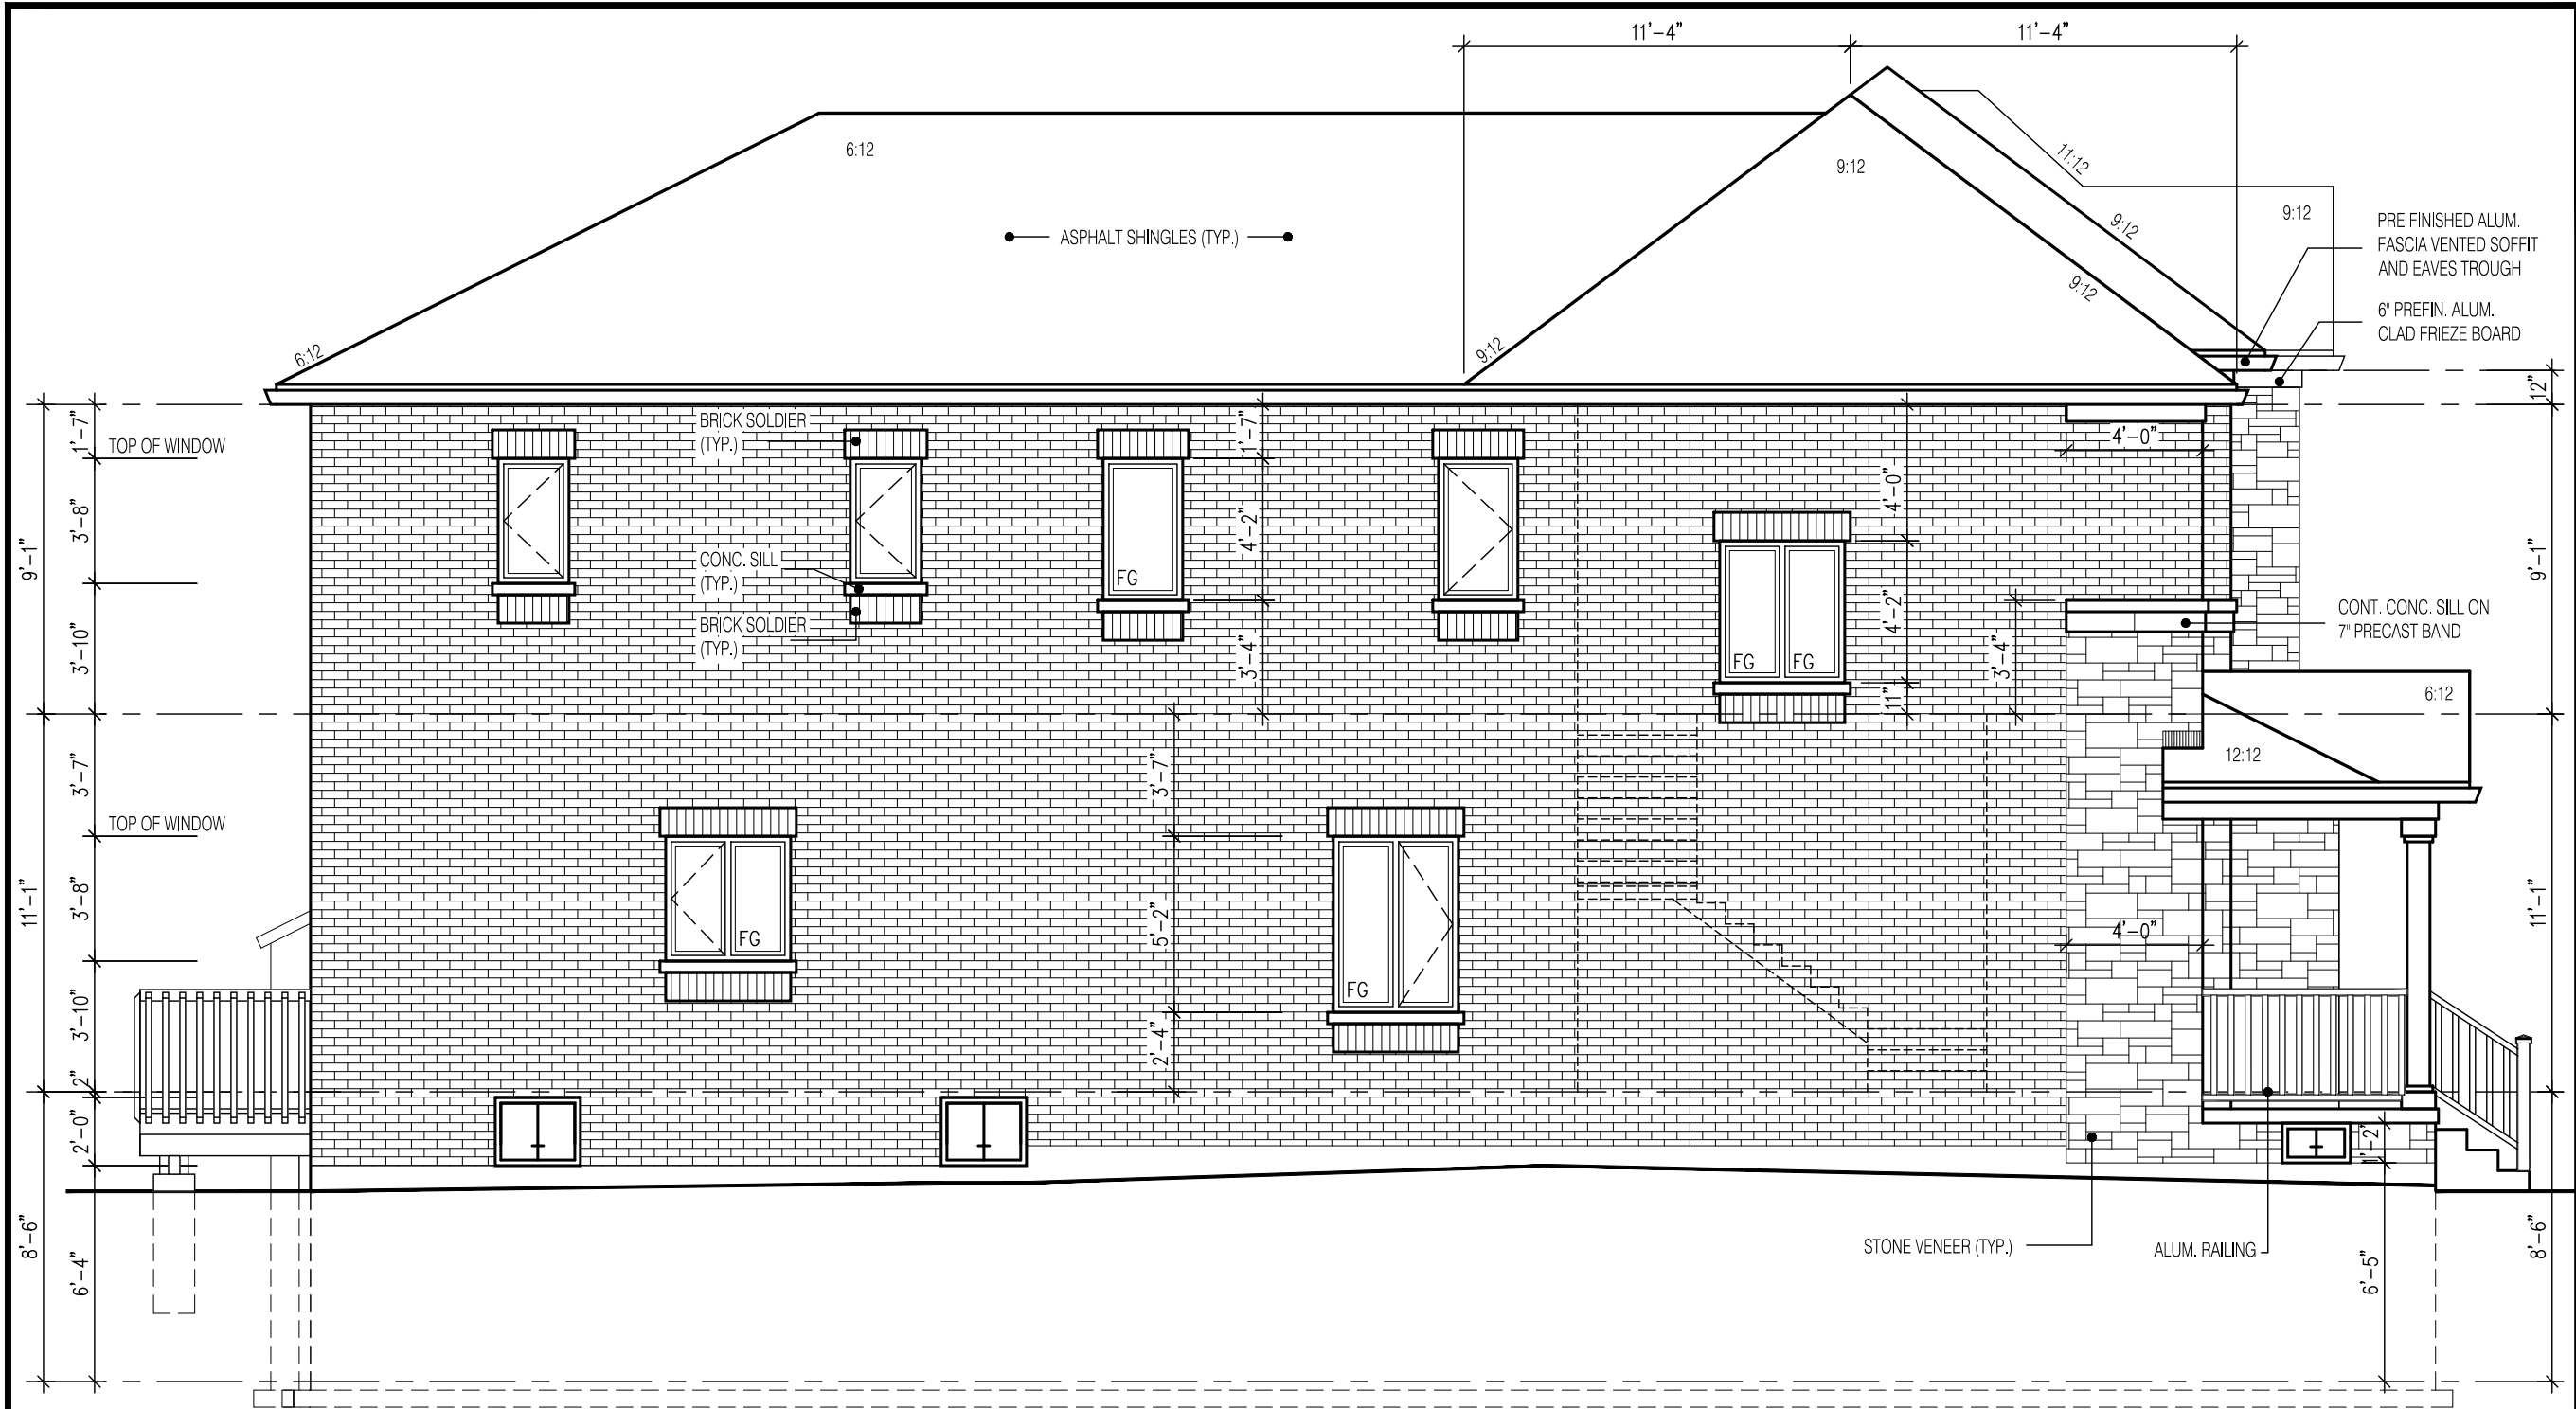 11'-4"
11'-4"
6:12
9:12
11:12
9:12
9:12
9:12
9:12
6:12
ASPHALT SHINGLES (TYP.)
PRE FINISHED ALUM.
FASCIA VENTED SOFFIT
AND EAVES TROUGH
6" PREFIN. ALUM.
CLAD FRIEZE BOARD
12"
1'-7"
TOP OF WINDOW
BRICK SOLDIER
(TYP.)
1'-7"
4'-0"
4'-0"
3'-8"
9'-1"
CONC. SILL
(TYP.)
FG
4'-2"
9'-1"
BRICK SOLDIER
(TYP.)
3'-10"
3'-4"
4'-2"
FG
FG
11"
3'-4"
CONT. CONC. SILL ON
7" PRECAST BAND
6:12
12:12
3'-7"
TOP OF WINDOW
3'-7"
11'-1"
3'-8"
FG
5'-2"
FG
4'-0"
11'-1"
3'-10"
2'-4"
2"
2'-0"
1'-2"
8'-6"
6'-4"
STONE VENEER (TYP.)
ALUM. RAILING
6'-5"
8'-6"